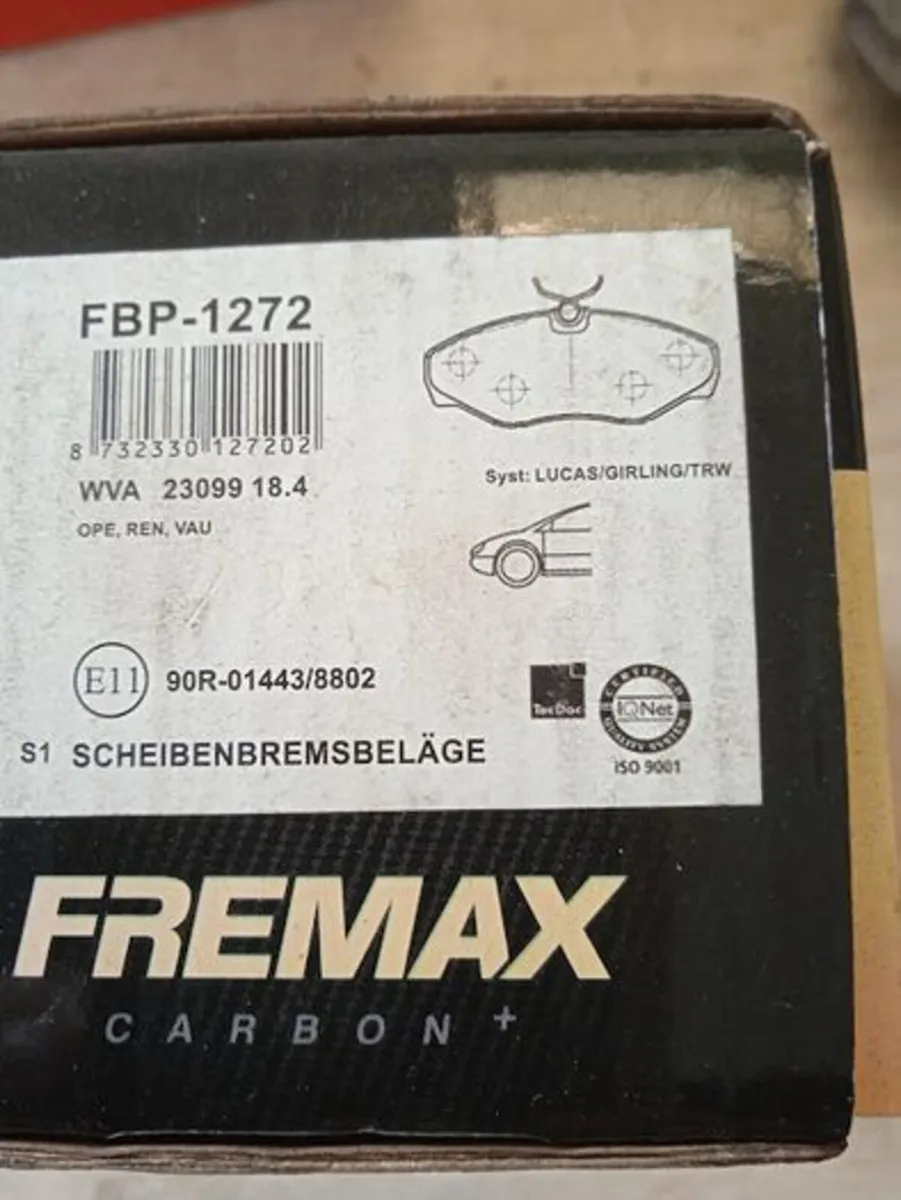 FBP-1272
8 732330 127202
WVA 23099 18.4
OPE, REN, VAU
Syst: LUCAS/GIRLING/TRW
E11 90R-01443/8802
TecDoc
CERTIFIED
IQNet
ISO 9001
S1 SCHEIBENBREMSBELÄGE
FREMAX
CARBON+